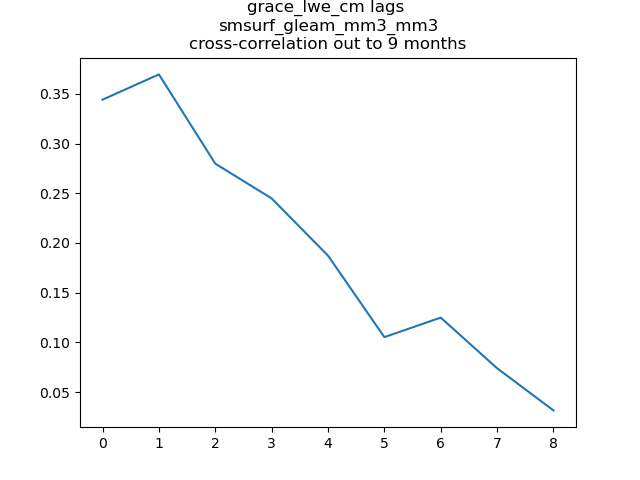 grace_lwe_cm lags
smsurf_gleam_mm3_mm3
cross-correlation out to 9 months
0.35
0.30
0.25
0.20
0.15
0.10
0.05
0 1 2 3 4 5 6 7 8